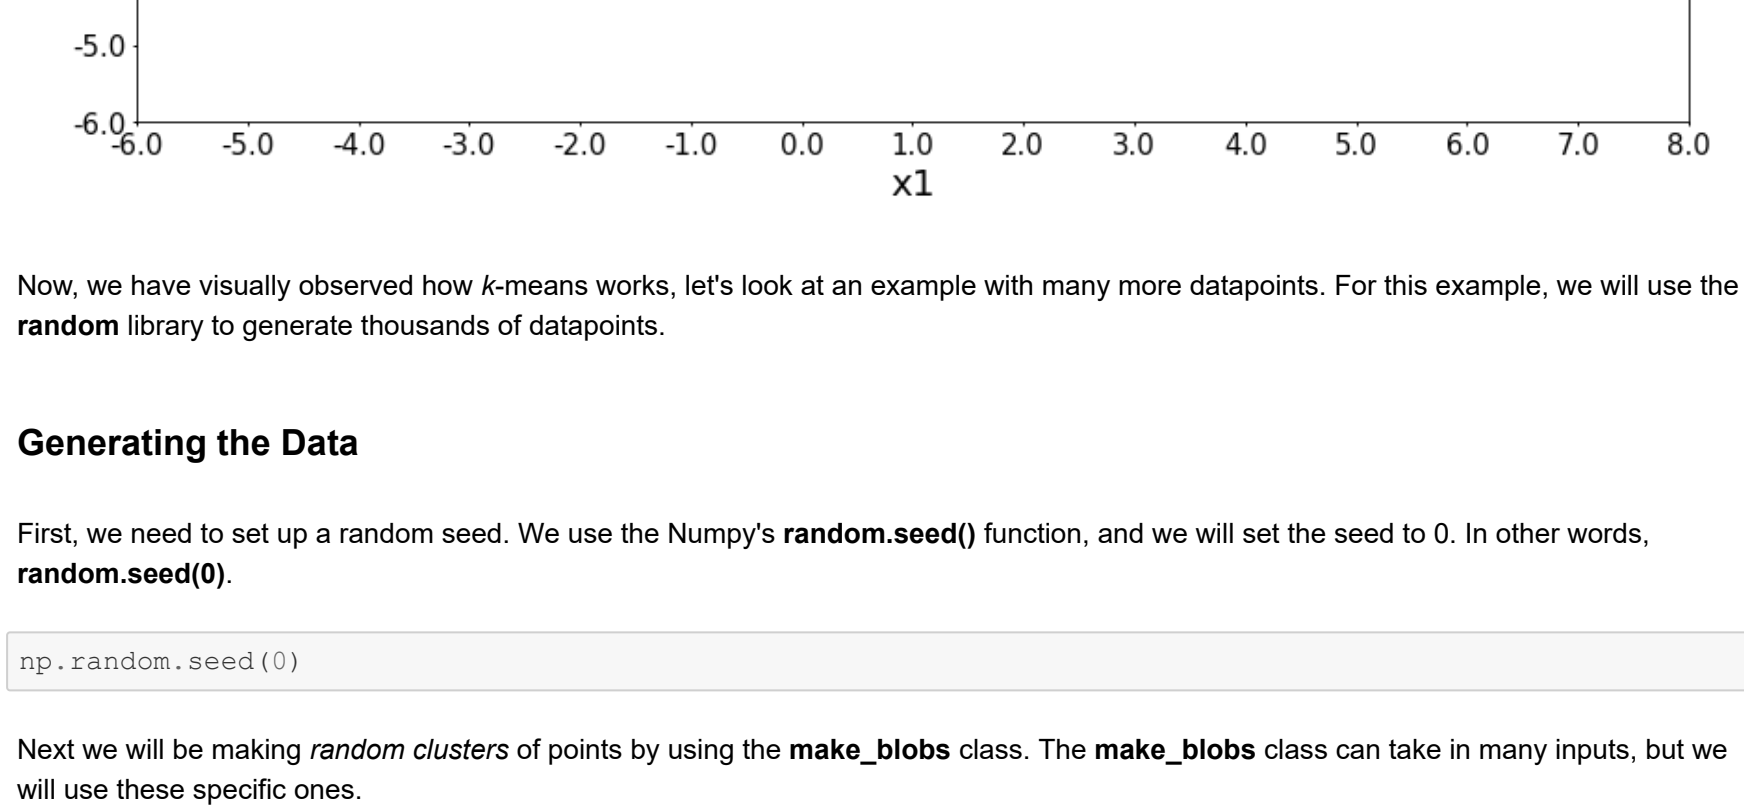 -5.0
-6.0
-6.0 -5.0 -4.0 -3.0 -2.0 -1.0 0.0 1.0 2.0 3.0 4.0 5.0 6.0 7.0 8.0
x1
Now, we have visually observed how k-means works, let's look at an example with many more datapoints. For this example, we will use the
random library to generate thousands of datapoints.
Generating the Data
First, we need to set up a random seed. We use the Numpy's random.seed() function, and we will set the seed to 0. In other words,
random.seed(0).
np.random.seed(0)
Next we will be making random clusters of points by using the make_blobs class. The make_blobs class can take in many inputs, but we
will use these specific ones.